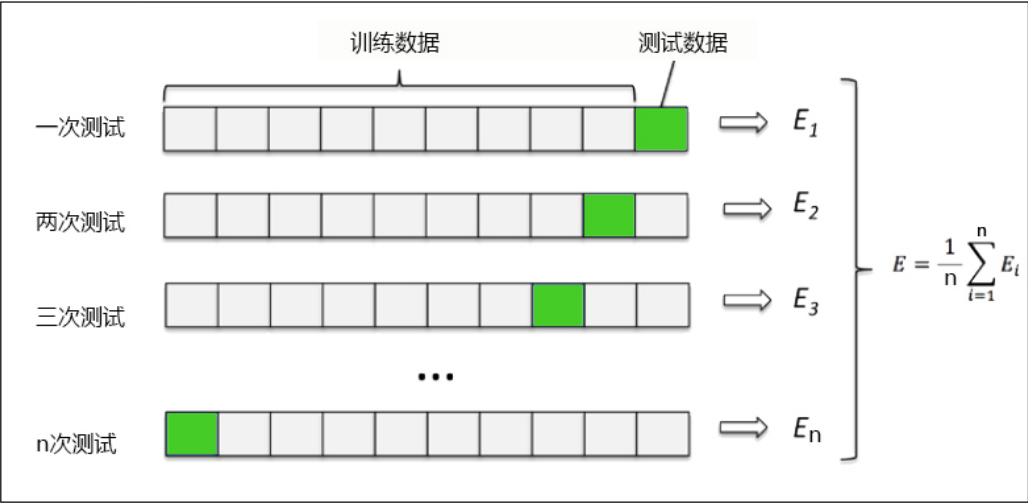 训练数据
测试数据
一次测试
E1
两次测试
E2
三次测试
E3
...
n次测试
En
E = 1/n ∑ n i=1 Ei